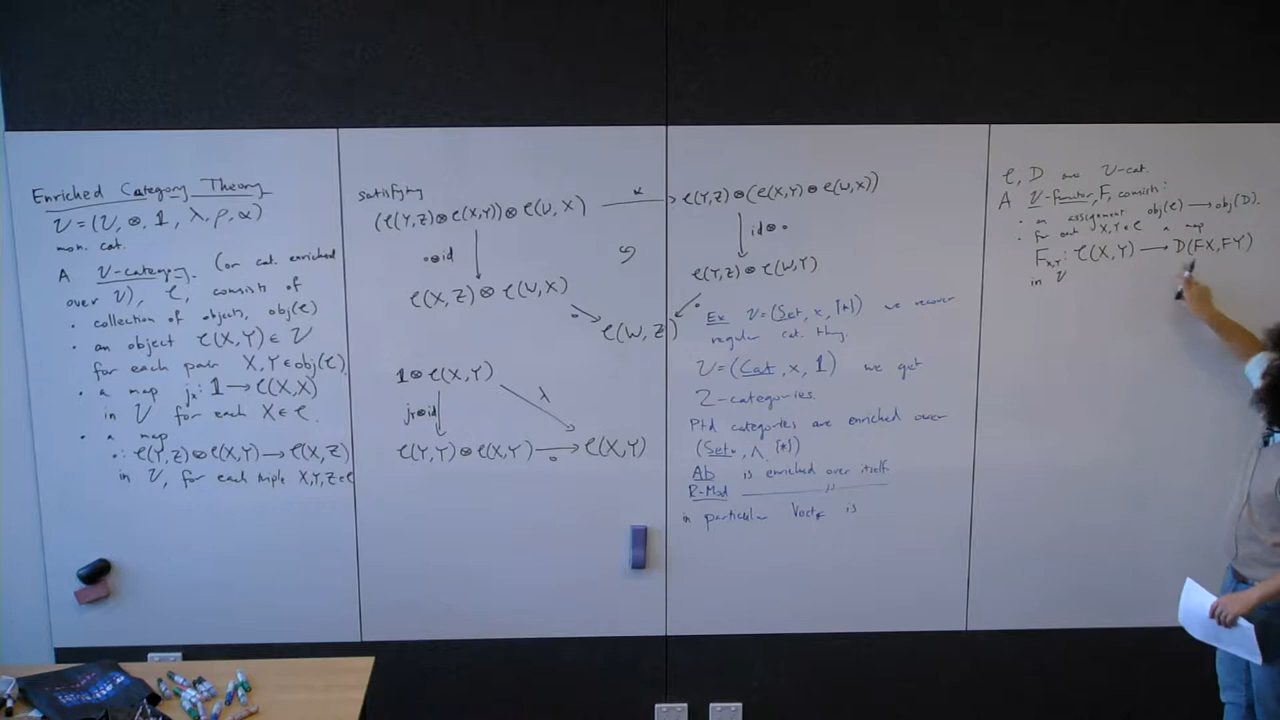 Enriched Category Theory
𝒱 = (𝒱, ⊗, 1, λ, ρ, α)
mon. cat.
A 𝒱-category, (or cat. enriched
over 𝒱), 𝒞, consists of
· collection of objects, obj(𝒞)
· an object 𝒞(X,Y) ∈ 𝒱
for each pair X,Y ∈ obj(𝒞)
· a map jₓ: 1 → 𝒞(X,X)
in 𝒱 for each X ∈ 𝒞.
· a map
∘: 𝒞(Y,Z)⊗𝒞(X,Y) → 𝒞(X,Z)
in 𝒱, for each triple X,Y,Z∈𝒞
satisfying
(𝒞(Y,Z)⊗𝒞(X,Y))⊗𝒞(W,X) —α→ 𝒞(Y,Z)⊗(𝒞(X,Y)⊗𝒞(W,X))
∘⊗id
id⊗∘
𝒞(X,Z)⊗𝒞(W,X)
𝒞(Y,Z)⊗𝒞(W,Y)
∘
∘
𝒞(W,Z)
1⊗𝒞(X,Y)
jᵧ⊗id
λ
𝒞(Y,Y)⊗𝒞(X,Y) —∘→ 𝒞(X,Y)
Ex 𝒱=(Set, x, {*}) we recover
regular cat. thy.
𝒱=(Cat, x, 1) we get
2-categories.
Ptd categories are enriched over
(Set*, ∧, {*})
Ab is enriched over itself.
R-Mod —— " ——
in particular Vect is
𝒞, D are 𝒱-cat.
A 𝒱-functor, F, consists:
· an assignment obj(𝒞) → obj(D).
· for each X,Y∈𝒞 a map
F_{X,Y}: 𝒞(X,Y) → D(FX,FY)
in 𝒱